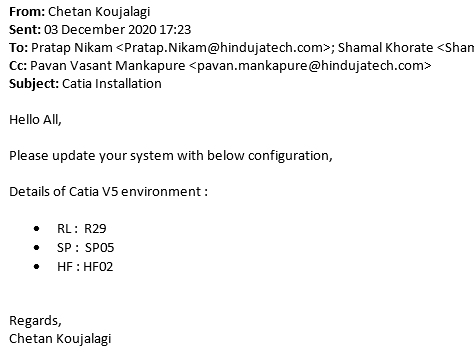 From: Chetan Koujalagi
Sent: 03 December 2020 17:23
To: Pratap Nikam <Pratap.Nikam@hindujatech.com>; Shamal Khorate <Shan
Cc: Pavan Vasant Mankapure <pavan.mankapure@hindujatech.com>
Subject: Catia Installation
Hello All,
Please update your system with below configuration,
Details of Catia V5 environment :
• RL : R29
• SP : SP05
• HF : HF02
Regards,
Chetan Koujalagi